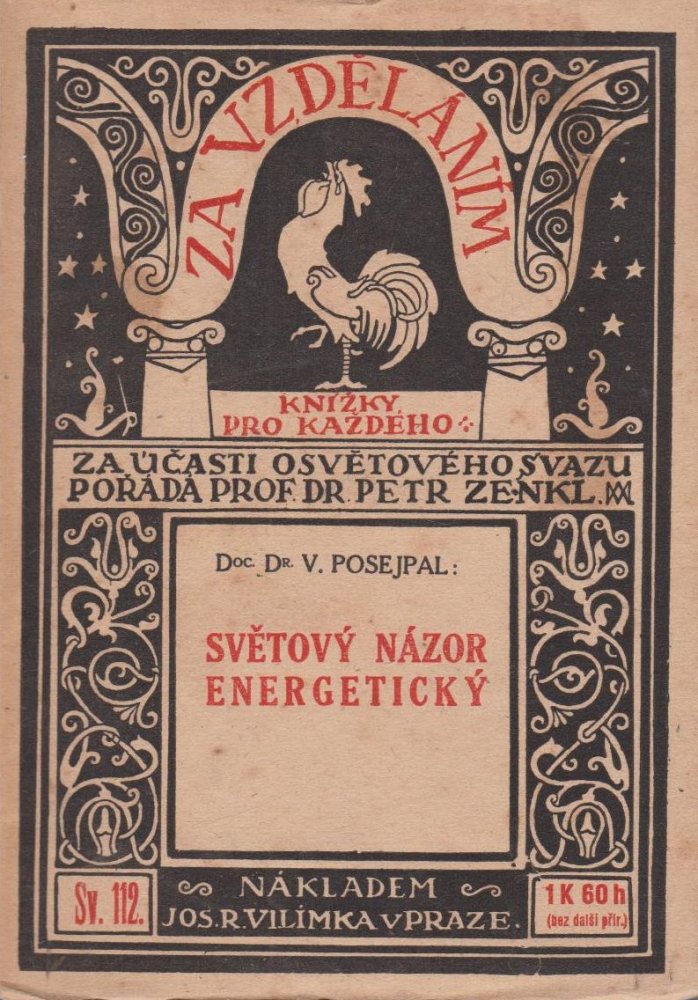 ZA VZDĚLÁNÍM
KNÍŽKY
PRO KAŽDÉHO
ZA ÚČASTI OSVĚTOVÉHO SVAZU
POŘÁDÁ PROF. DR. PETR ZENKL.
DOC. DR. V. POSEJPAL:
SVĚTOVÝ NÁZOR
ENERGETICKÝ
Sv. 112.
NÁKLADEM
JOS. R. VILÍMKA V PRAZE.
1 K 60 h
(bez další přir.)